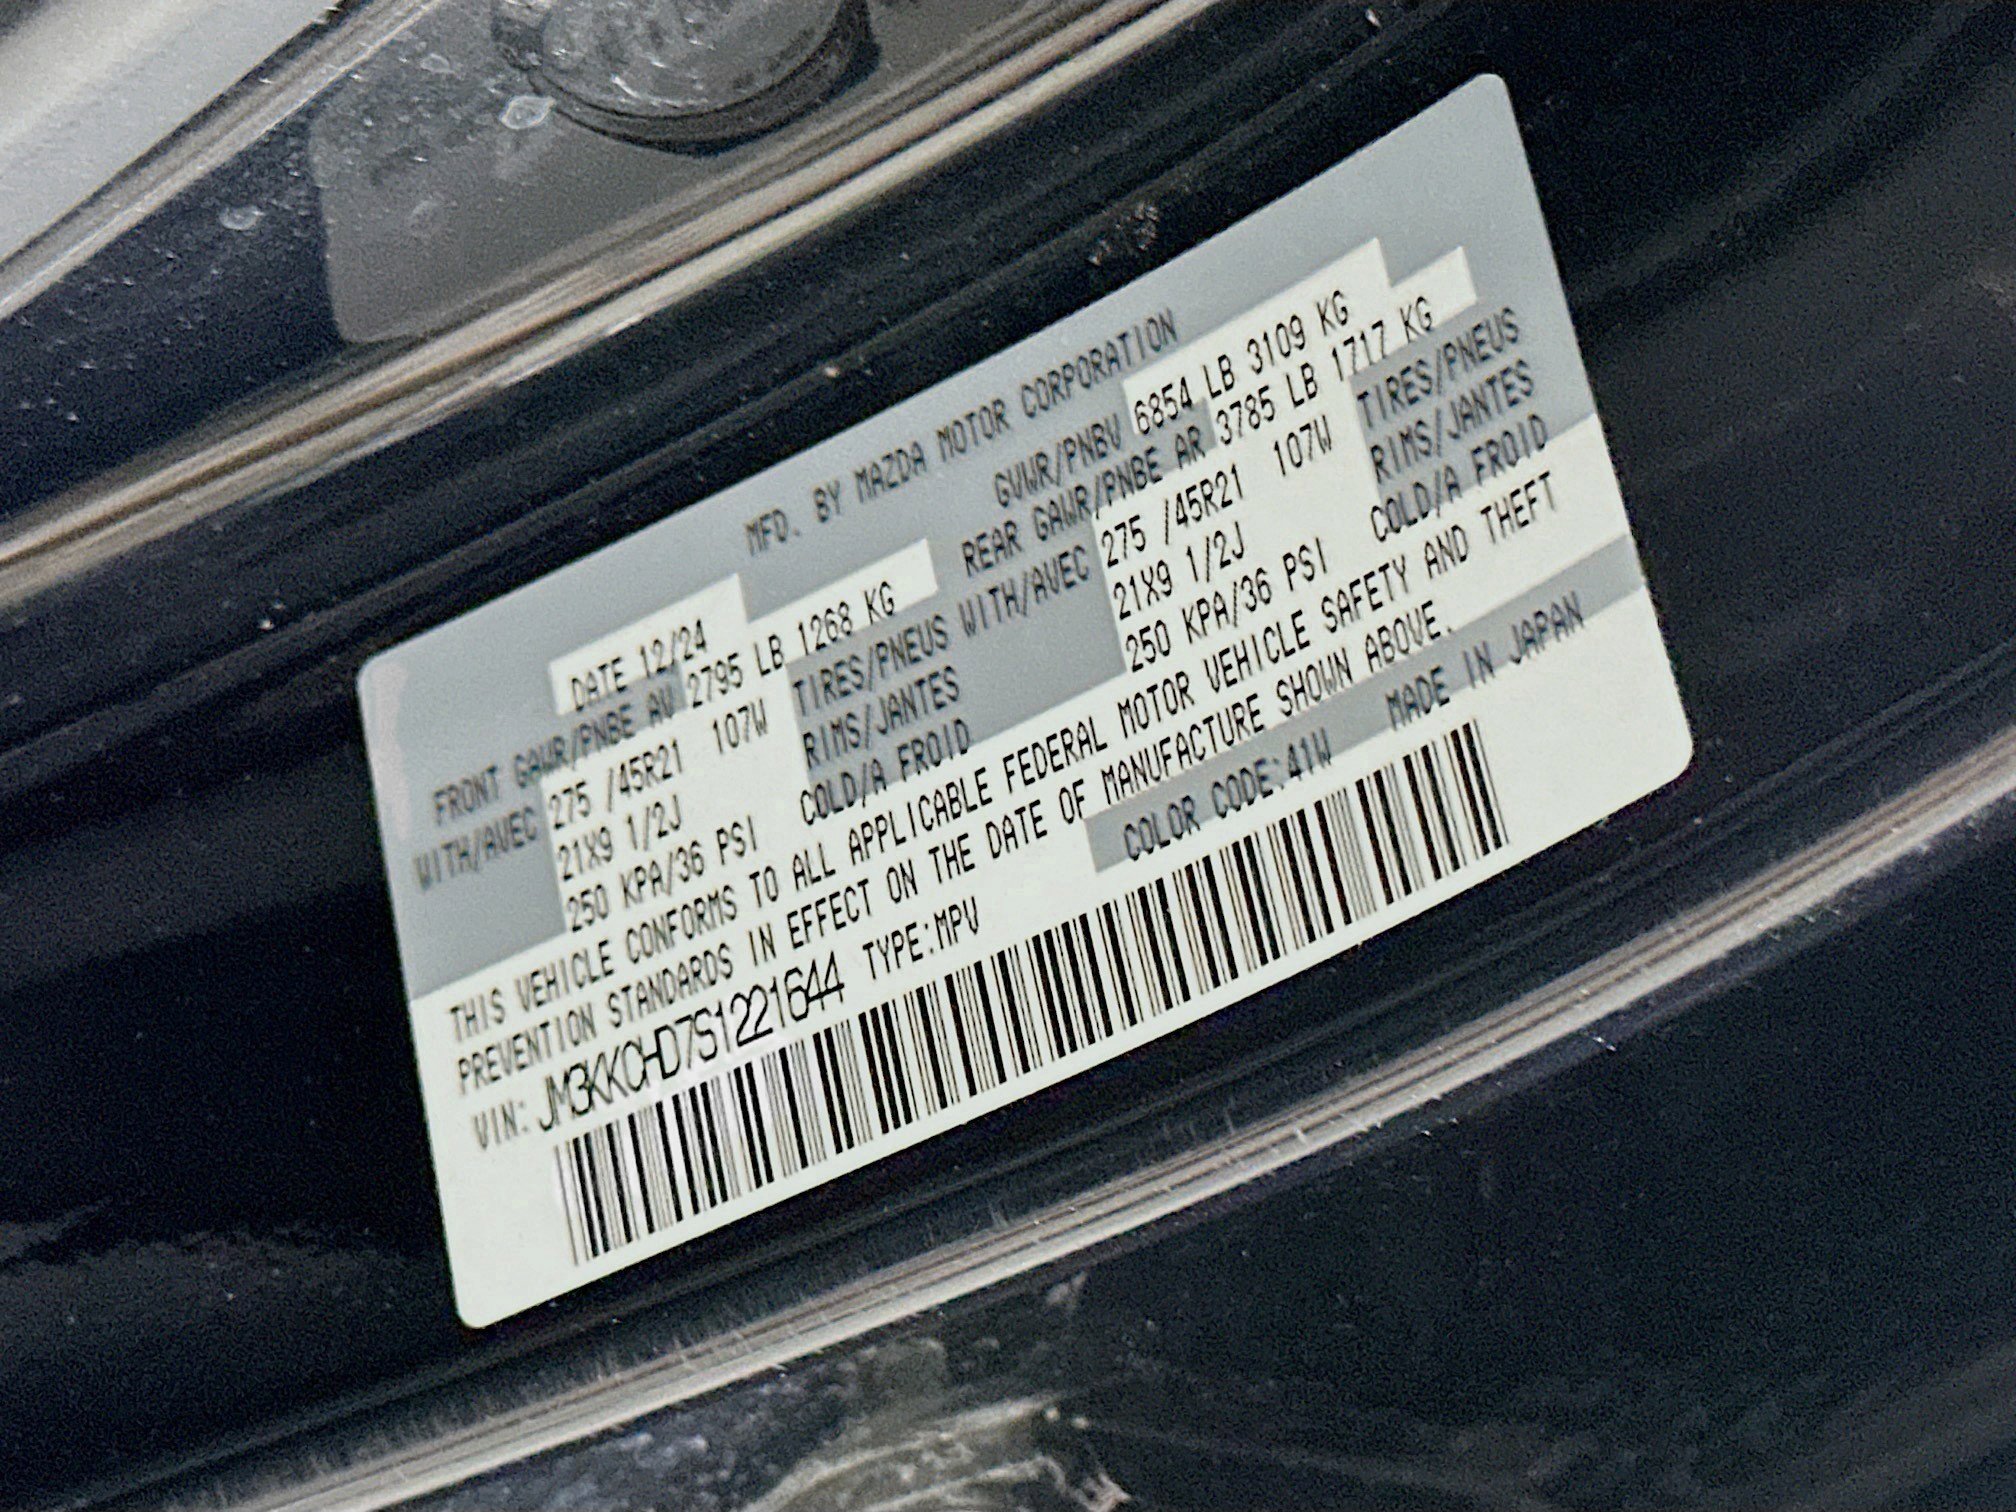 MFD. BY MAZDA MOTOR CORPORATION
DATE 12/24 GVWR/PNBV 6854 LB 3109 KG
FRONT GAWR/PNBE AV 2795 LB 1268 KG REAR GAWR/PNBE AR 3785 LB 1717 KG
WITH/AVEC 275 /45R21 107W TIRES/PNEUS WITH/AVEC 275 /45R21 107W TIRES/PNEUS
21X9 1/2J RIMS/JANTES 21X9 1/2J RIMS/JANTES
250 KPA/36 PSI COLD/A FROID 250 KPA/36 PSI COLD/A FROID
THIS VEHICLE CONFORMS TO ALL APPLICABLE FEDERAL MOTOR VEHICLE SAFETY AND THEFT
PREVENTION STANDARDS IN EFFECT ON THE DATE OF MANUFACTURE SHOWN ABOVE.
VIN: JM3KKCHD7S1221644 TYPE:MPV COLOR CODE:41W MADE IN JAPAN